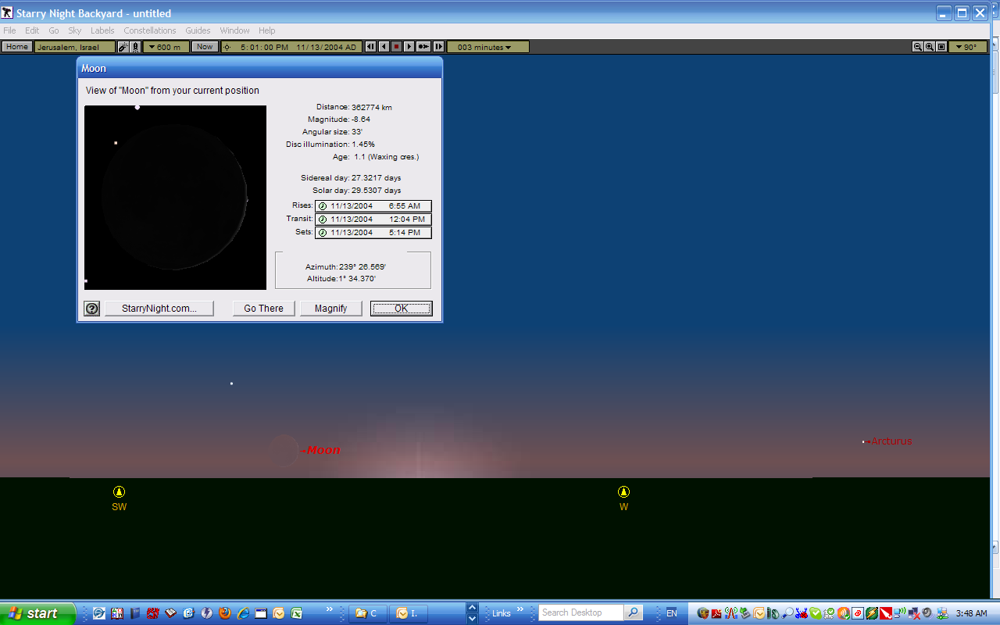 Starry Night Backyard - untitled
File Edit Go Sky Labels Constellations Guides Window Help
Home Jerusalem, Israel 600 m Now 5:01:00 PM 11/13/2004 AD 003 minutes 90°
Moon
View of "Moon" from your current position
Distance: 362774 km
Magnitude: -8.64
Angular size: 33'
Disc illumination: 1.45%
Age: 1.1 (Waxing cres.)
Sidereal day: 27.3217 days
Solar day: 29.5307 days
Rises: 11/13/2004 6:55 AM
Transit: 11/13/2004 12:04 PM
Sets: 11/13/2004 5:14 PM
Azimuth: 239° 26.569'
Altitude: 1° 34.370'
? StarryNight.com... Go There Magnify OK
Moon
Arcturus
SW W
start C I. Links Search Desktop EN 3:48 AM